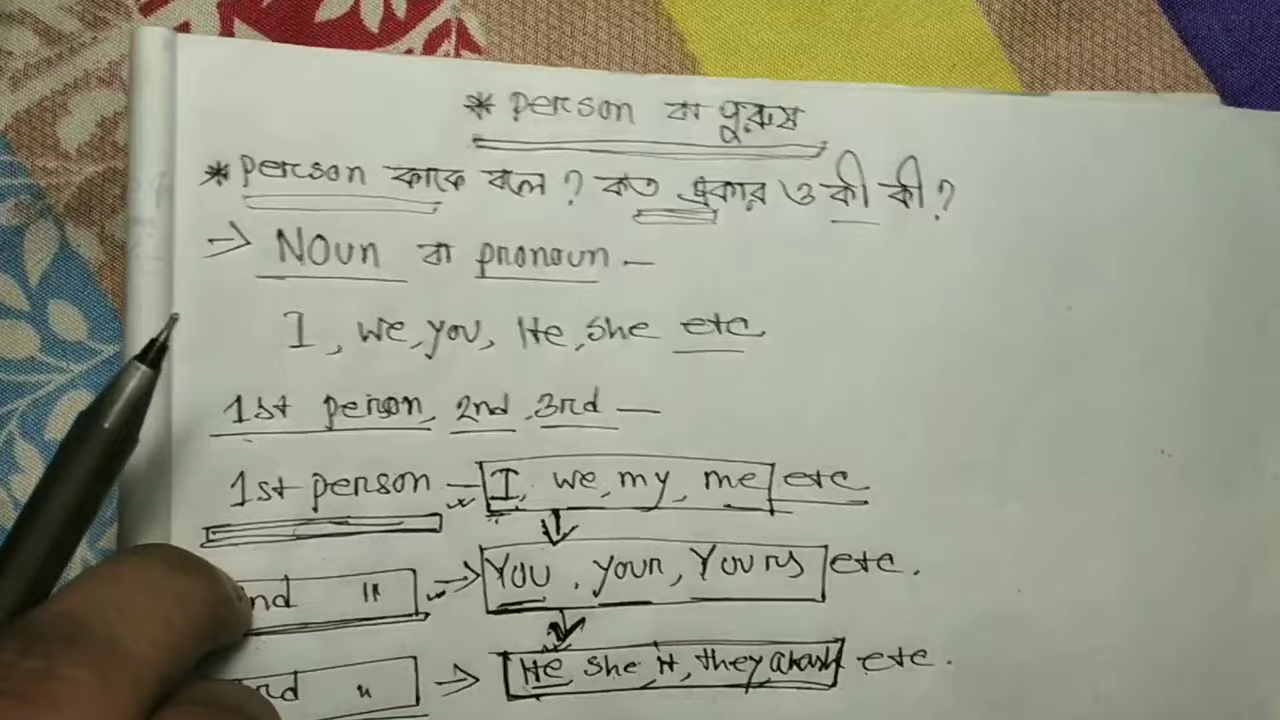 * person বা পুরুষ
* person কাকে বলে? কত প্রকার ও কী কী?
=> Noun বা pronoun —
I, we, you, He, she etc
1st person, 2nd, 3rd —
1st person — I, we, my, me etc
nd " → You, your, Yours etc.
rd " → He, she, it, they, akash etc.